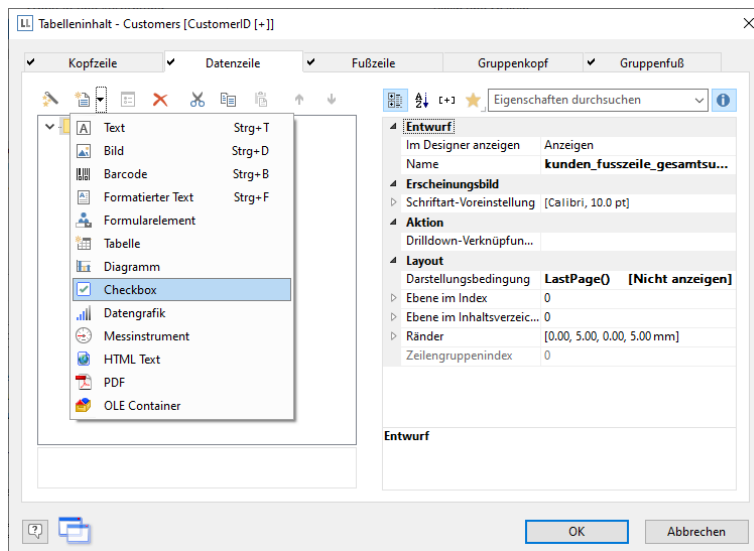 LL Tabelleninhalt - Customers [CustomerID [+]]
Kopfzeile Datenzeile Fußzeile Gruppenkopf Gruppenfuß
[+] Eigenschaften durchsuchen
Text Strg+T
Bild Strg+D
Barcode Strg+B
Formatierter Text Strg+F
Formularelement
Tabelle
Diagramm
Checkbox
Datengrafik
Messinstrument
HTML Text
PDF
OLE Container
Entwurf
Im Designer anzeigen Anzeigen
Name kunden_fusszeile_gesamtsu...
Erscheinungsbild
Schriftart-Voreinstellung [Calibri, 10.0 pt]
Aktion
Drilldown-Verknüpfun...
Layout
Darstellungsbedingung LastPage() [Nicht anzeigen]
Ebene im Index 0
Ebene im Inhaltsverzeic... 0
Ränder [0.00, 5.00, 0.00, 5.00 mm]
Zeilengruppenindex 0
Entwurf
OK Abbrechen